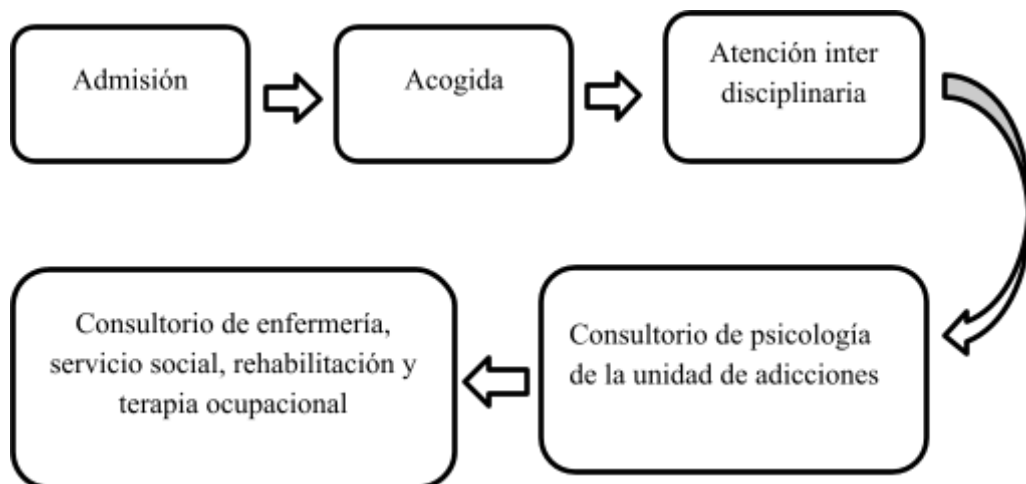 Admisión
Acogida
Atención inter
disciplinaria
Consultorio de psicología
de la unidad de adicciones
Consultorio de enfermería,
servicio social, rehabilitación y
terapia ocupacional